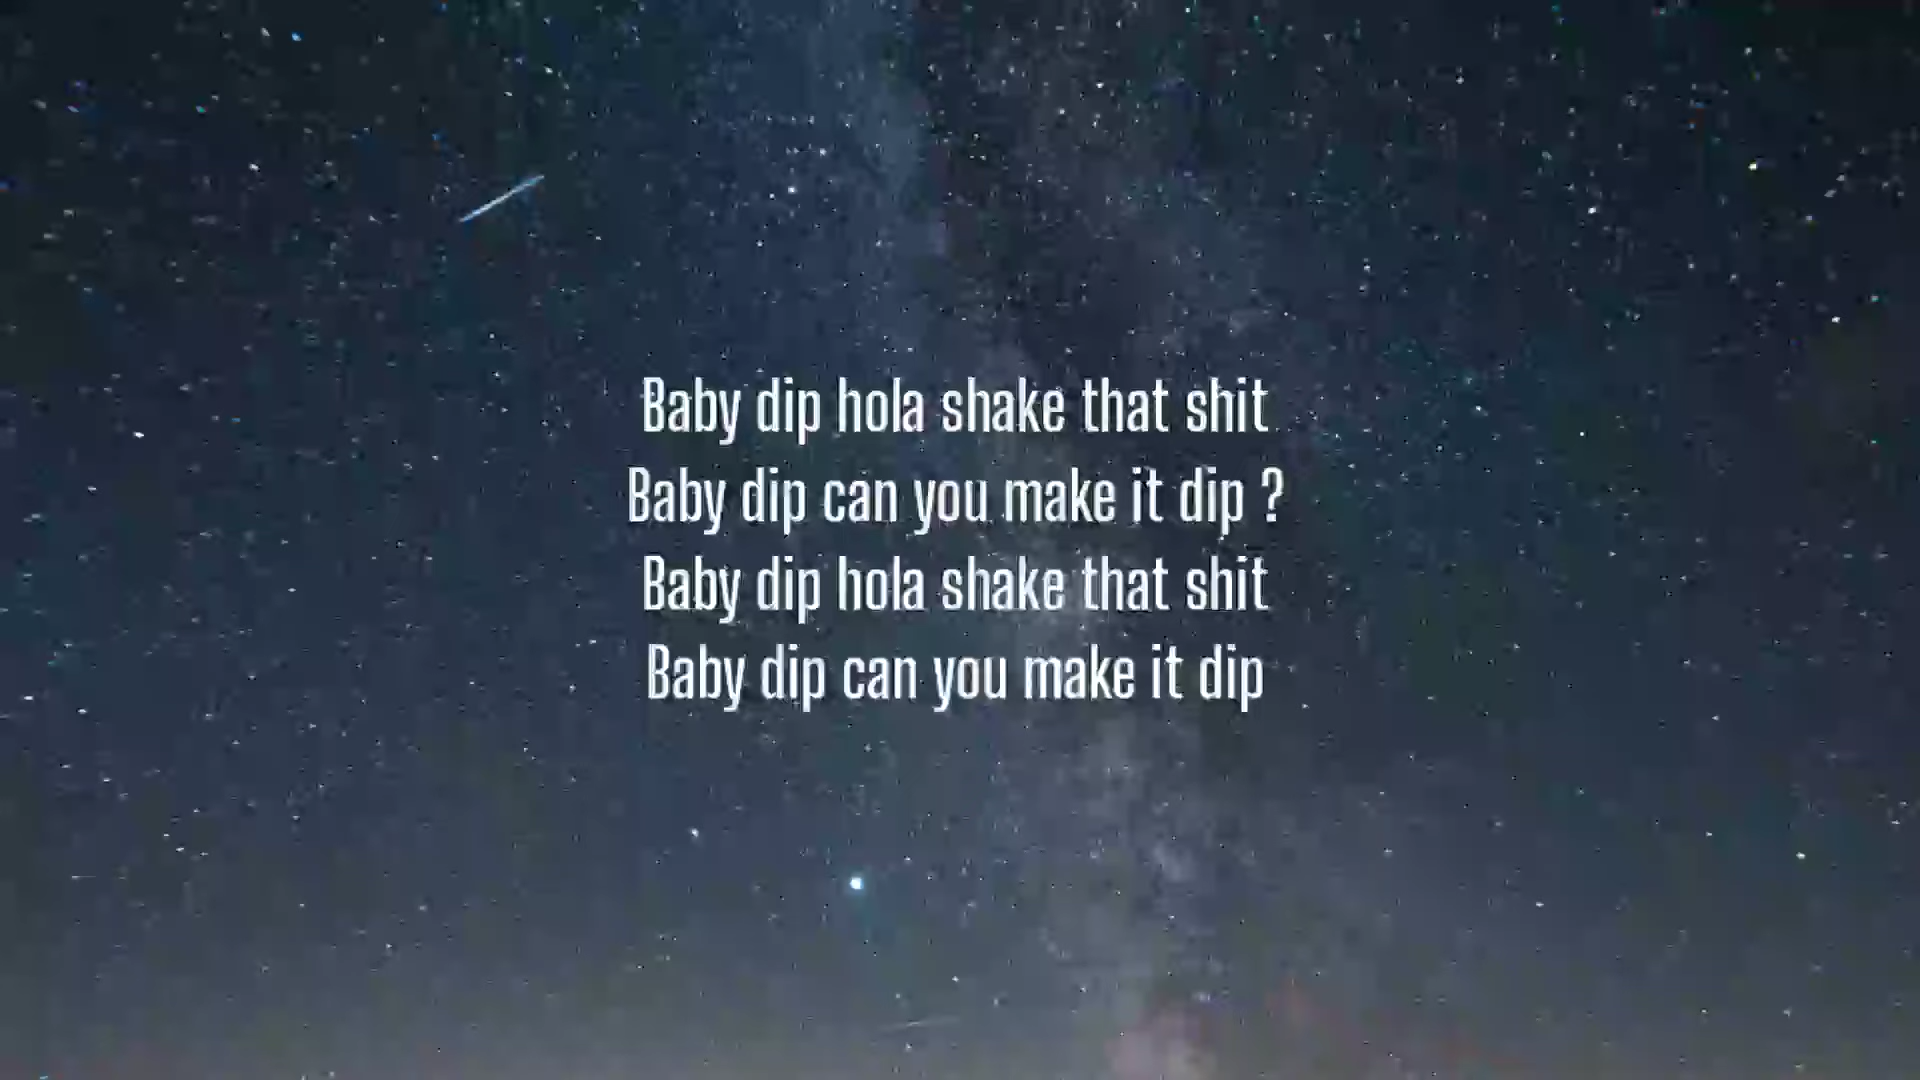 Baby dip hola shake that shit
Baby dip can you make it dip ?
Baby dip hola shake that shit
Baby dip can you make it dip